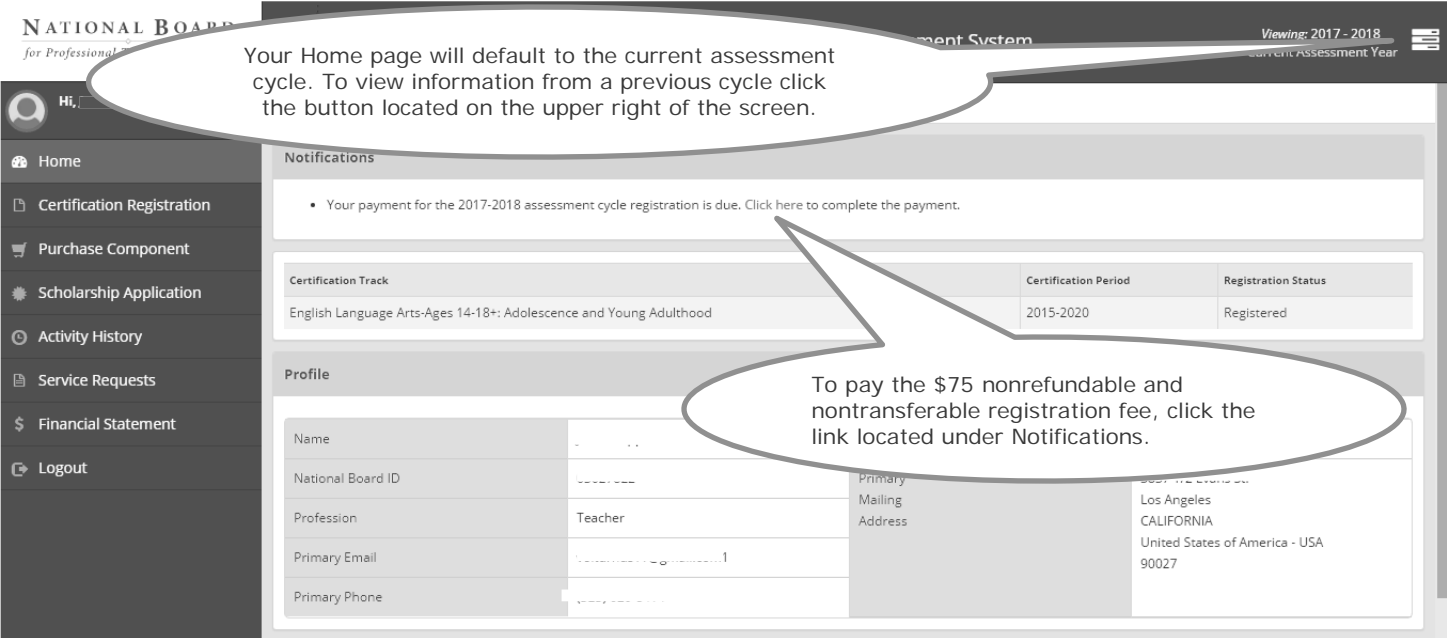 NATIONAL BOARD
for Professional
Your Home page will default to the current assessment
cycle. To view information from a previous cycle click
the button located on the upper right of the screen.
System
Viewing: 2017 - 2018
Current Assessment Year
Hi,
Home
Certification Registration
Purchase Component
Scholarship Application
Activity History
Service Requests
Financial Statement
Logout
Notifications
• Your payment for the 2017-2018 assessment cycle registration is due. Click here to complete the payment.
Certification Track Certification Period Registration Status
English Language Arts-Ages 14-18+: Adolescence and Young Adulthood 2015-2020 Registered
Profile
To pay the $75 nonrefundable and
nontransferable registration fee, click the
link located under Notifications.
Name
National Board ID
Profession Teacher
Primary Email
Primary Phone
Primary
Mailing
Address
Los Angeles
CALIFORNIA
United States of America - USA
90027